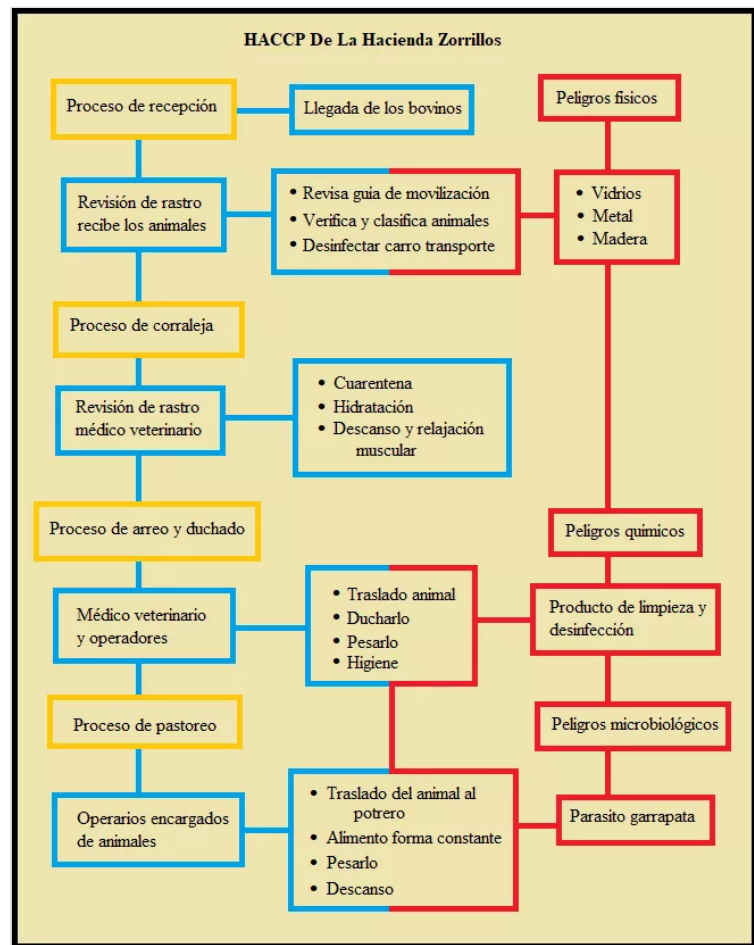 HACCP De La Hacienda Zorrillos
Proceso de recepción
Llegada de los bovinos
Peligros físicos
Revisión de rastro
recibe los animales
• Revisa guía de movilización
• Verifica y clasifica animales
• Desinfectar carro transporte
• Vidrios
• Metal
• Madera
Proceso de corraleja
Revisión de rastro
médico veterinario
• Cuarentena
• Hidratación
• Descanso y relajación
muscular
Proceso de arreo y duchado
Peligros químicos
Médico veterinario
y operadores
• Traslado animal
• Ducharlo
• Pesarlo
• Higiene
Producto de limpieza y
desinfección
Proceso de pastoreo
Peligros microbiológicos
Operarios encargados
de animales
• Traslado del animal al
potrero
• Alimento forma constante
• Pesarlo
• Descanso
Parasito garrapata